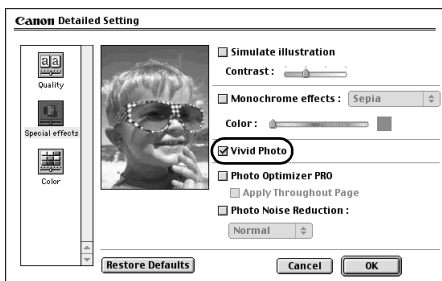 Canon Detailed Setting
Quality
Special effects
Color
Simulate illustration
Contrast :
Monochrome effects : Sepia
Color :
Vivid Photo
Photo Optimizer PRO
Apply Throughout Page
Photo Noise Reduction :
Normal
Restore Defaults
Cancel
OK